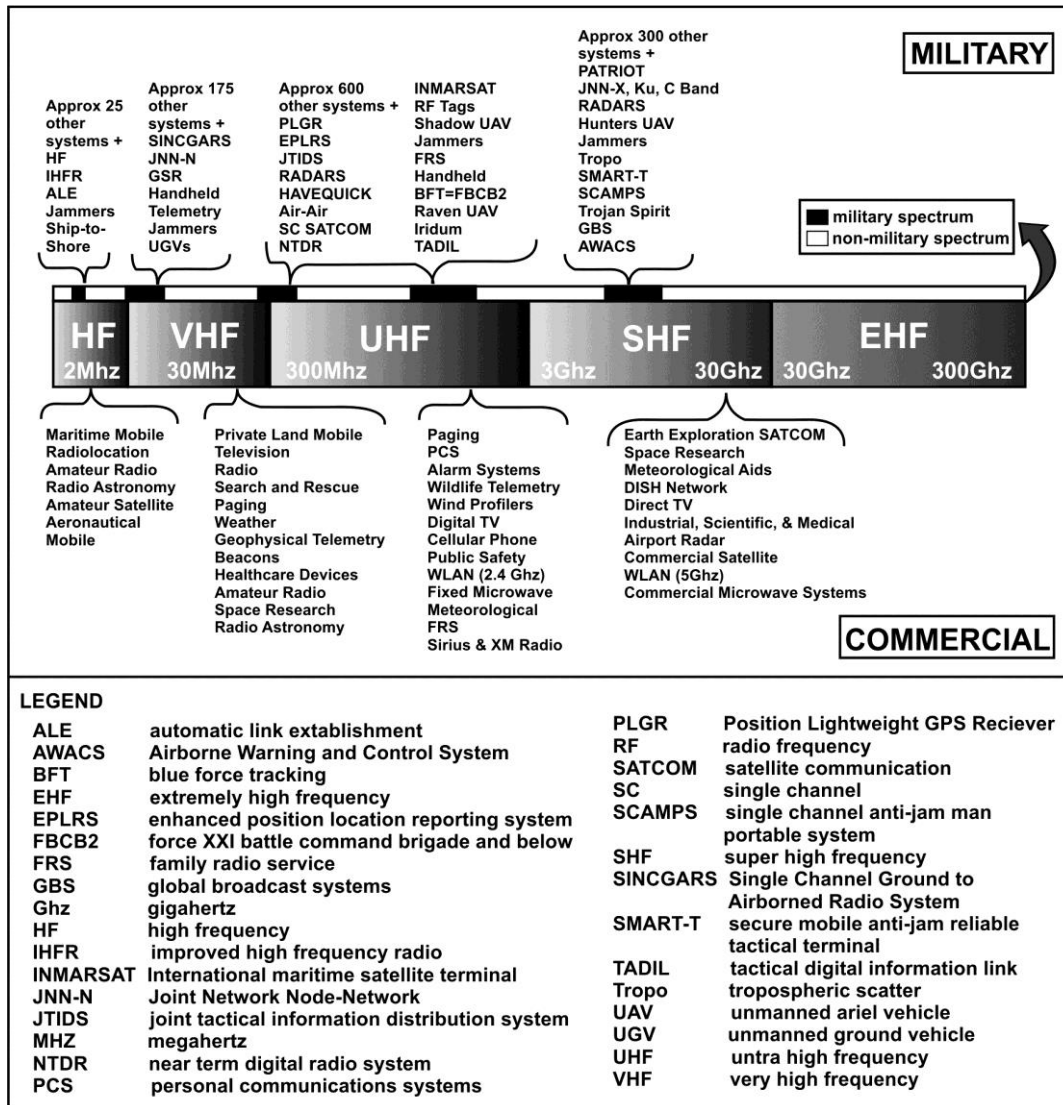 MILITARY
Approx 25
other
systems +
HF
IHFR
ALE
Jammers
Ship-to-
Shore
Approx 175
other
systems +
SINCGARS
JNN-N
GSR
Handheld
Telemetry
Jammers
UGVs
Approx 600
other systems +
PLGR
EPLRS
JTIDS
RADARS
HAVEQUICK
Air-Air
SC SATCOM
NTDR
INMARSAT
RF Tags
Shadow UAV
Jammers
FRS
Handheld
BFT=FBCB2
Raven UAV
Iridum
TADIL
Approx 300 other
systems +
PATRIOT
JNN-X, Ku, C Band
RADARS
Hunters UAV
Jammers
Tropo
SMART-T
SCAMPS
Trojan Spirit
GBS
AWACS
military spectrum
non-military spectrum
HF
2Mhz
VHF
30Mhz
UHF
300Mhz
SHF
3Ghz 30Ghz
EHF
30Ghz 300Ghz
Maritime Mobile
Radiolocation
Amateur Radio
Radio Astronomy
Amateur Satellite
Aeronautical
Mobile
Private Land Mobile
Television
Radio
Search and Rescue
Paging
Weather
Geophysical Telemetry
Beacons
Healthcare Devices
Amateur Radio
Space Research
Radio Astronomy
Paging
PCS
Alarm Systems
Wildlife Telemetry
Wind Profilers
Digital TV
Cellular Phone
Public Safety
WLAN (2.4 Ghz)
Fixed Microwave
Meteorological
FRS
Sirius & XM Radio
Earth Exploration SATCOM
Space Research
Meteorological Aids
DISH Network
Direct TV
Industrial, Scientific, & Medical
Airport Radar
Commercial Satellite
WLAN (5Ghz)
Commercial Microwave Systems
COMMERCIAL
LEGEND
ALE automatic link extablishment
AWACS Airborne Warning and Control System
BFT blue force tracking
EHF extremely high frequency
EPLRS enhanced position location reporting system
FBCB2 force XXI battle command brigade and below
FRS family radio service
GBS global broadcast systems
Ghz gigahertz
HF high frequency
IHFR improved high frequency radio
INMARSAT International maritime satellite terminal
JNN-N Joint Network Node-Network
JTIDS joint tactical information distribution system
MHZ megahertz
NTDR near term digital radio system
PCS personal communications systems
PLGR Position Lightweight GPS Reciever
RF radio frequency
SATCOM satellite communication
SC single channel
SCAMPS single channel anti-jam man
portable system
SHF super high frequency
SINCGARS Single Channel Ground to
Airborned Radio System
SMART-T secure mobile anti-jam reliable
tactical terminal
TADIL tactical digital information link
Tropo tropospheric scatter
UAV unmanned ariel vehicle
UGV unmanned ground vehicle
UHF untra high frequency
VHF very high frequency